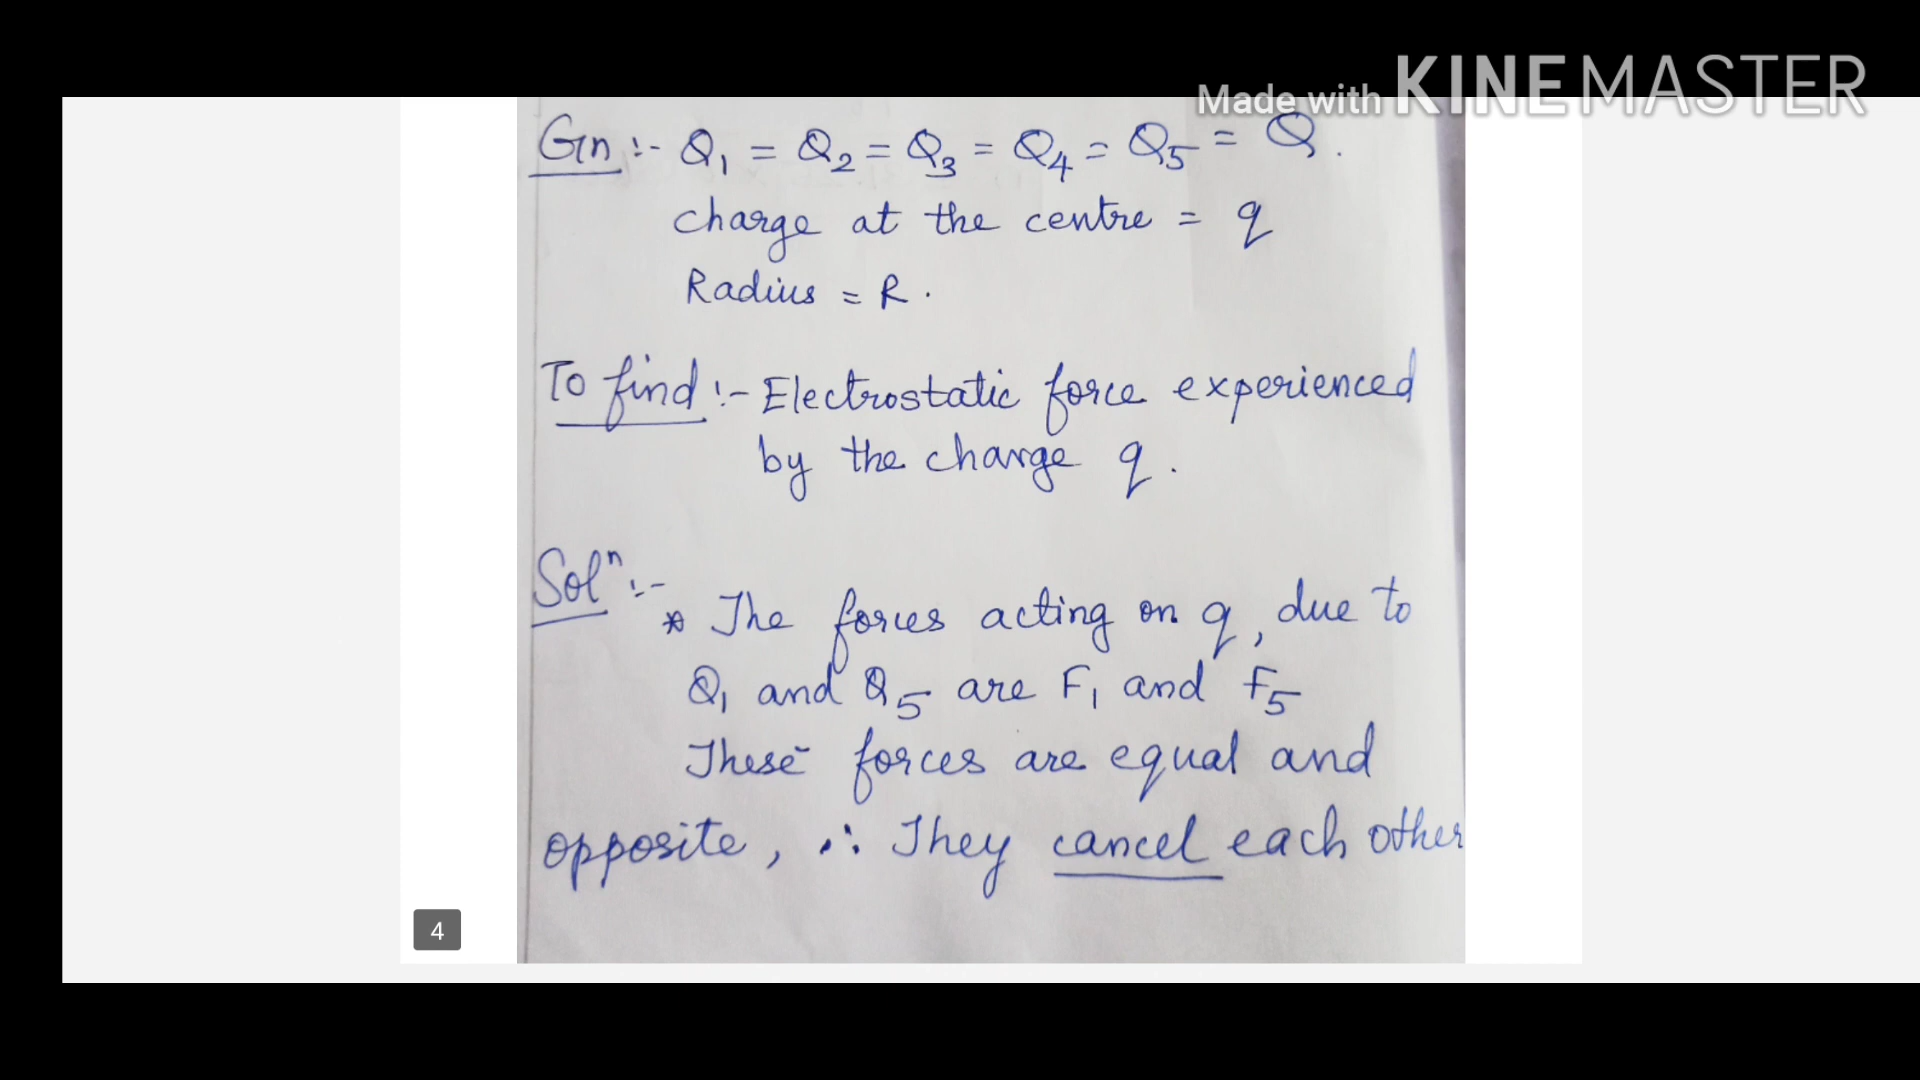 Made with KINEMASTER
Gn :- Q1 = Q2 = Q3 = Q4 = Q5 = Q.
charge at the centre = q
Radius = R.
To find :- Electrostatic force experienced
by the charge q.
Solⁿ :-
* The forces acting on q, due to
Q1 and Q5 are F1 and F5
These forces are equal and
opposite, ∴ They cancel each other
4